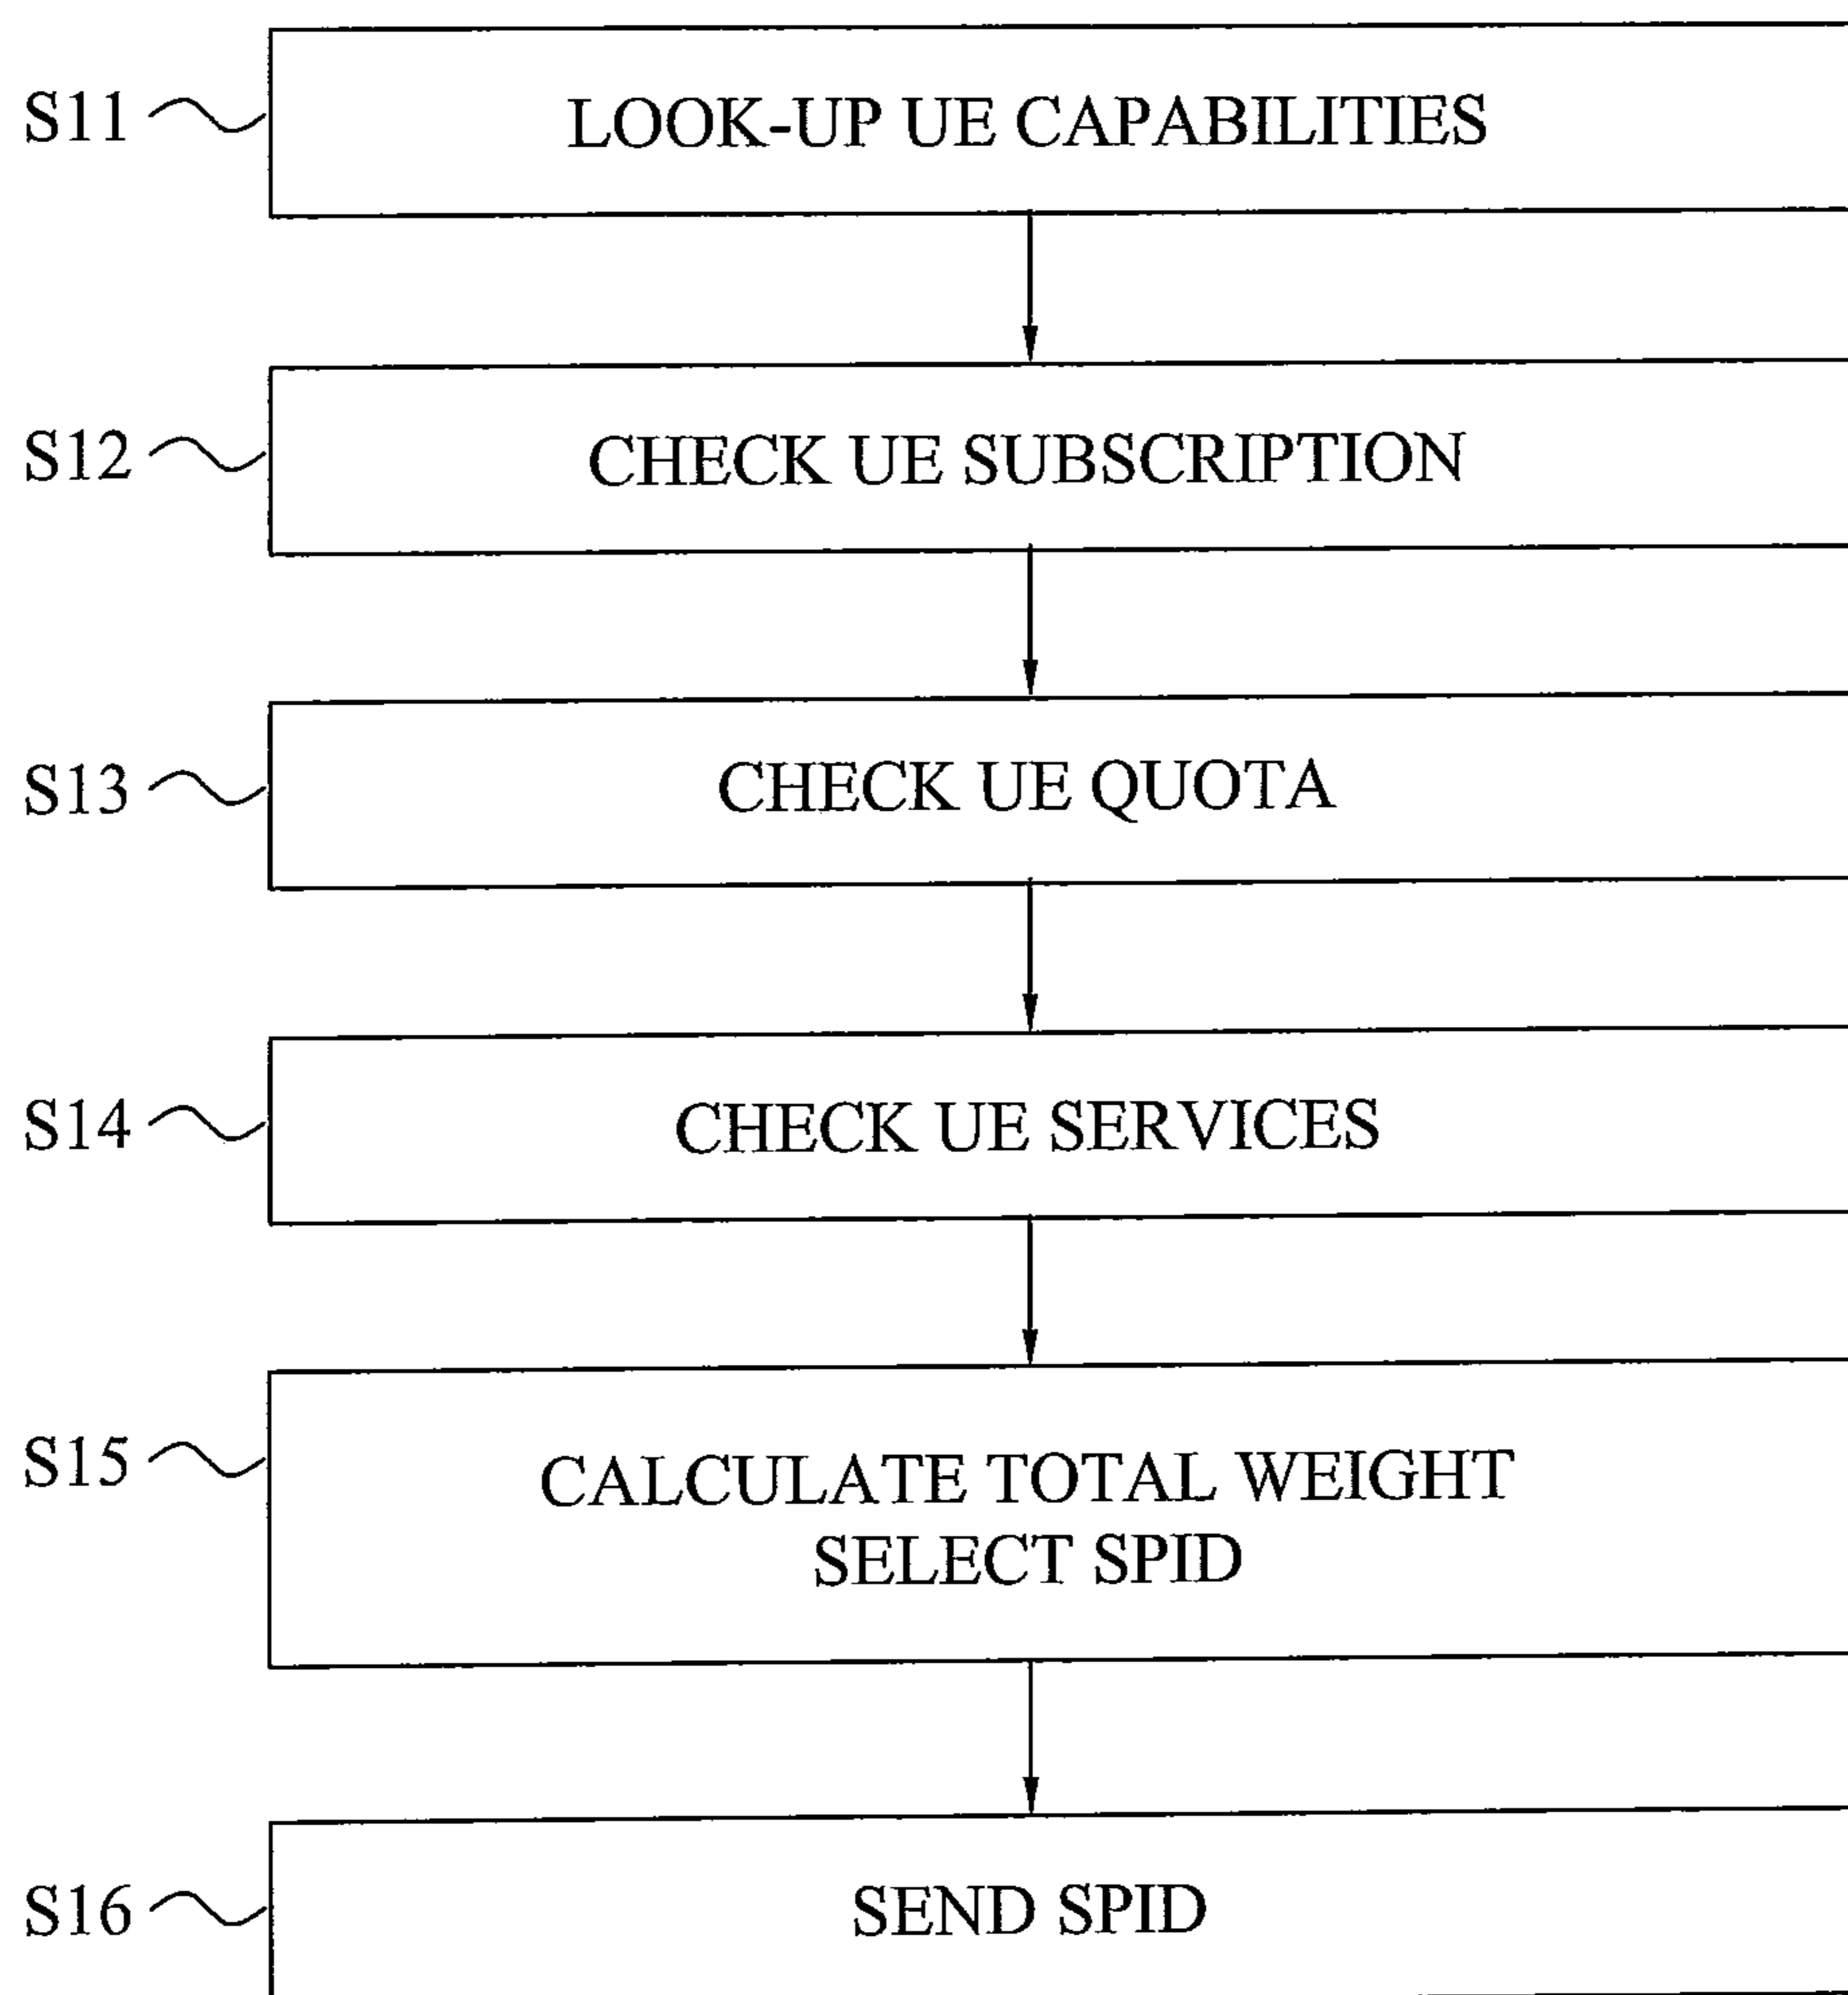 S11 LOOK-UP UE CAPABILITIES
S12 CHECK UE SUBSCRIPTION
S13 CHECK UE QUOTA
S14 CHECK UE SERVICES
S15 CALCULATE TOTAL WEIGHT
SELECT SPID
S16 SEND SPID